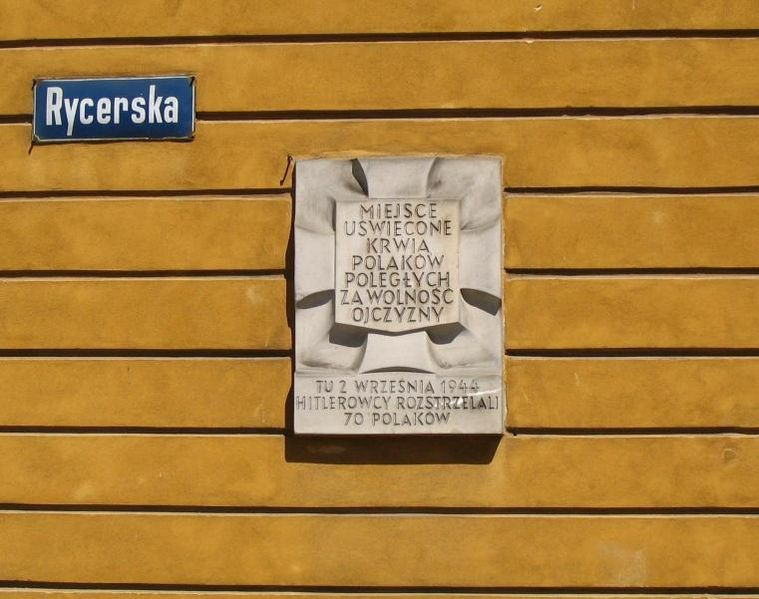 Rycerska
MIEJSCE
UŚWIĘCONE
KRWIĄ
POLAKÓW
POLEGŁYCH
ZA WOLNOŚĆ
OJCZYZNY
TU 2 WRZEŚNIA 1944
HITLEROWCY ROZSTRZELALI
70 POLAKÓW